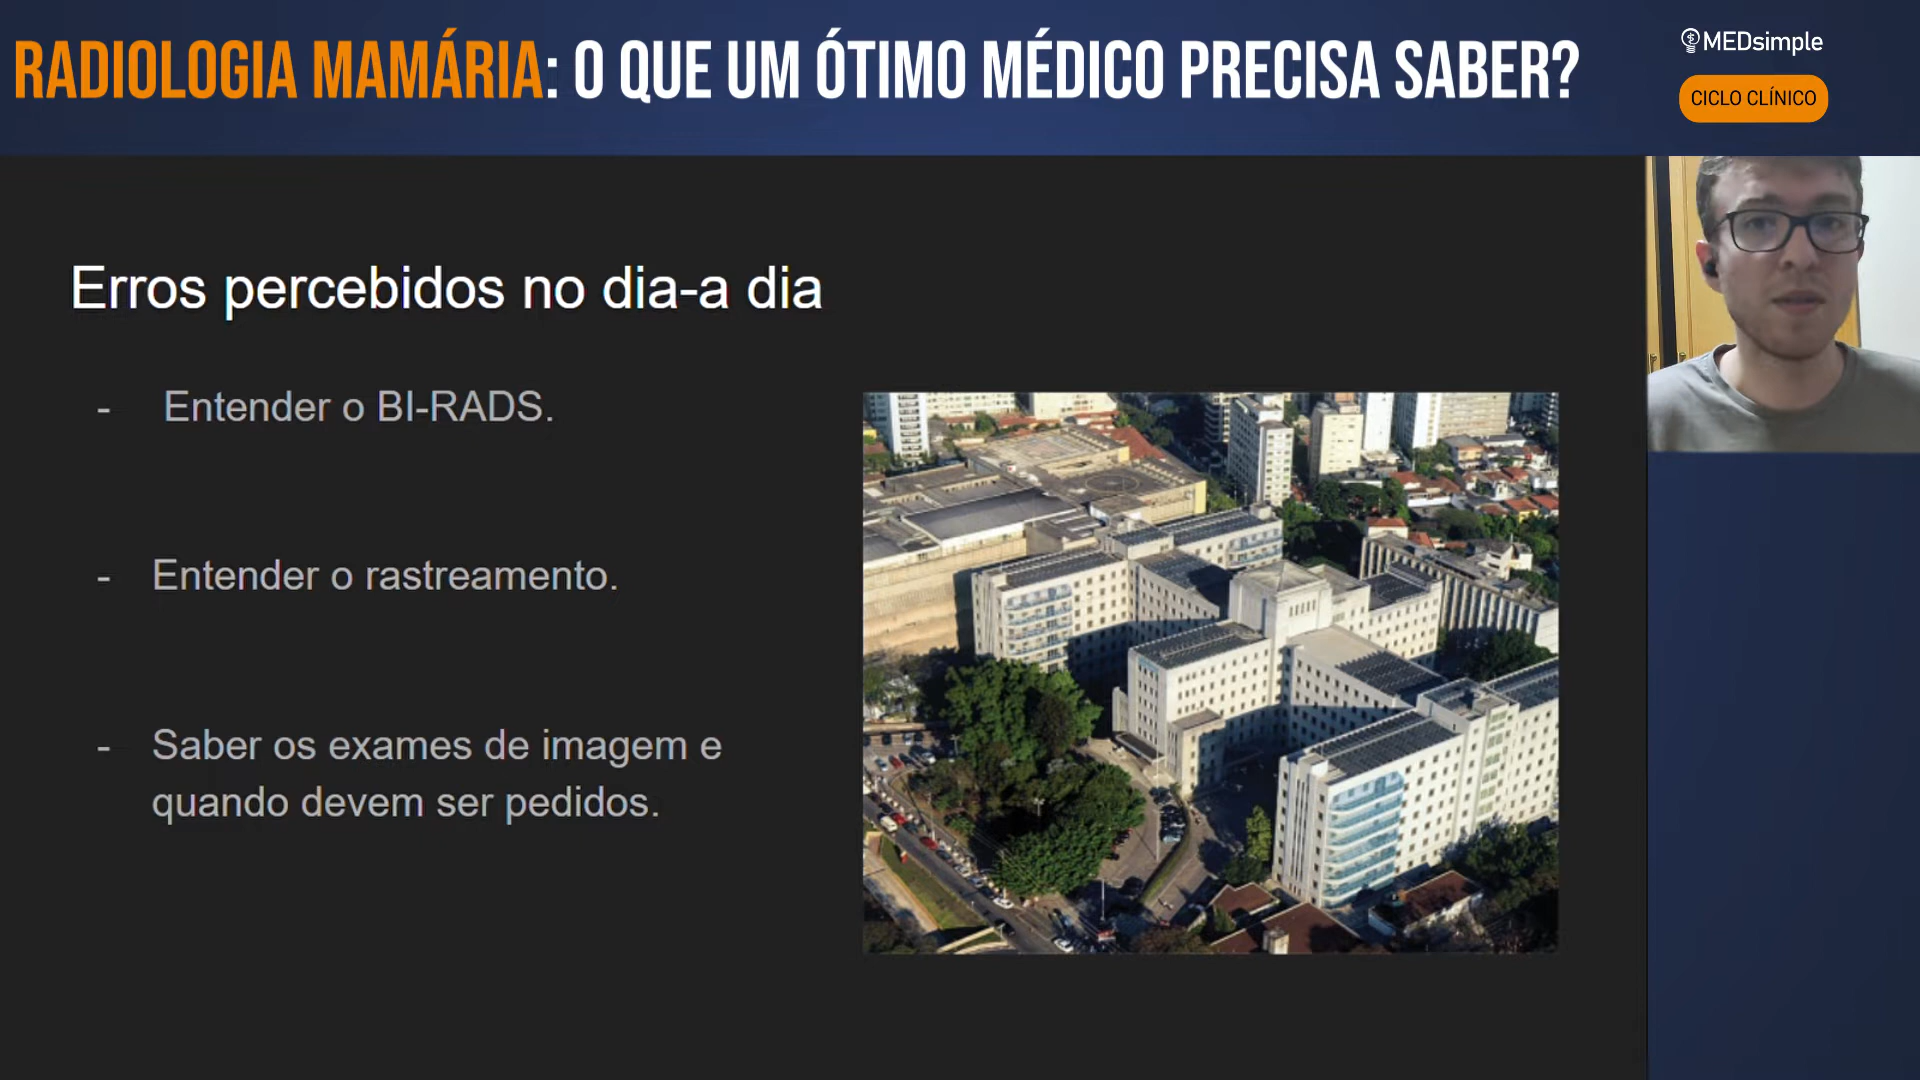 RADIOLOGIA MAMÁRIA: O QUE UM ÓTIMO MÉDICO PRECISA SABER?
MEDsimple
CICLO CLÍNICO
Erros percebidos no dia-a dia
- Entender o BI-RADS.
- Entender o rastreamento.
- Saber os exames de imagem e
quando devem ser pedidos.